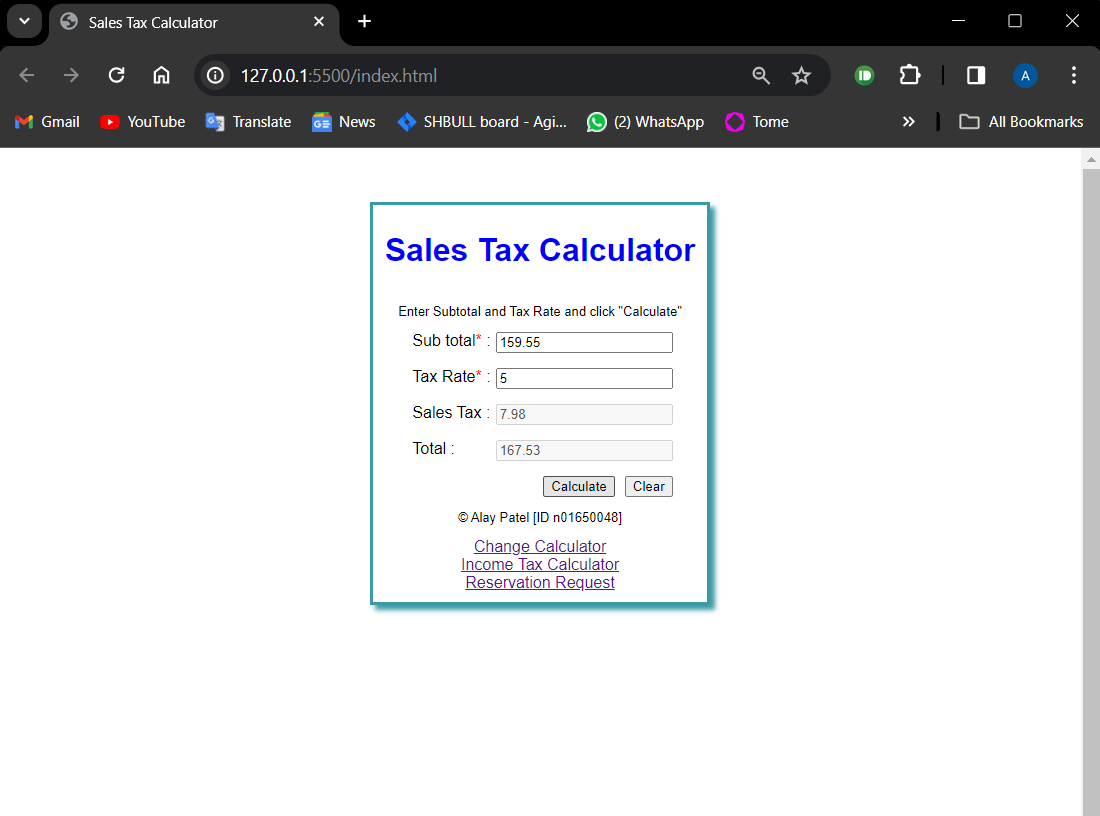 Sales Tax Calculator
127.0.0.1:5500/index.html
A
Gmail YouTube Translate News SHBULL board - Agi... (2) WhatsApp Tome » All Bookmarks
Sales Tax Calculator
Enter Subtotal and Tax Rate and click "Calculate"
Sub total* : 159.55
Tax Rate* : 5
Sales Tax : 7.98
Total : 167.53
Calculate Clear
© Alay Patel [ID n01650048]
Change Calculator
Income Tax Calculator
Reservation Request